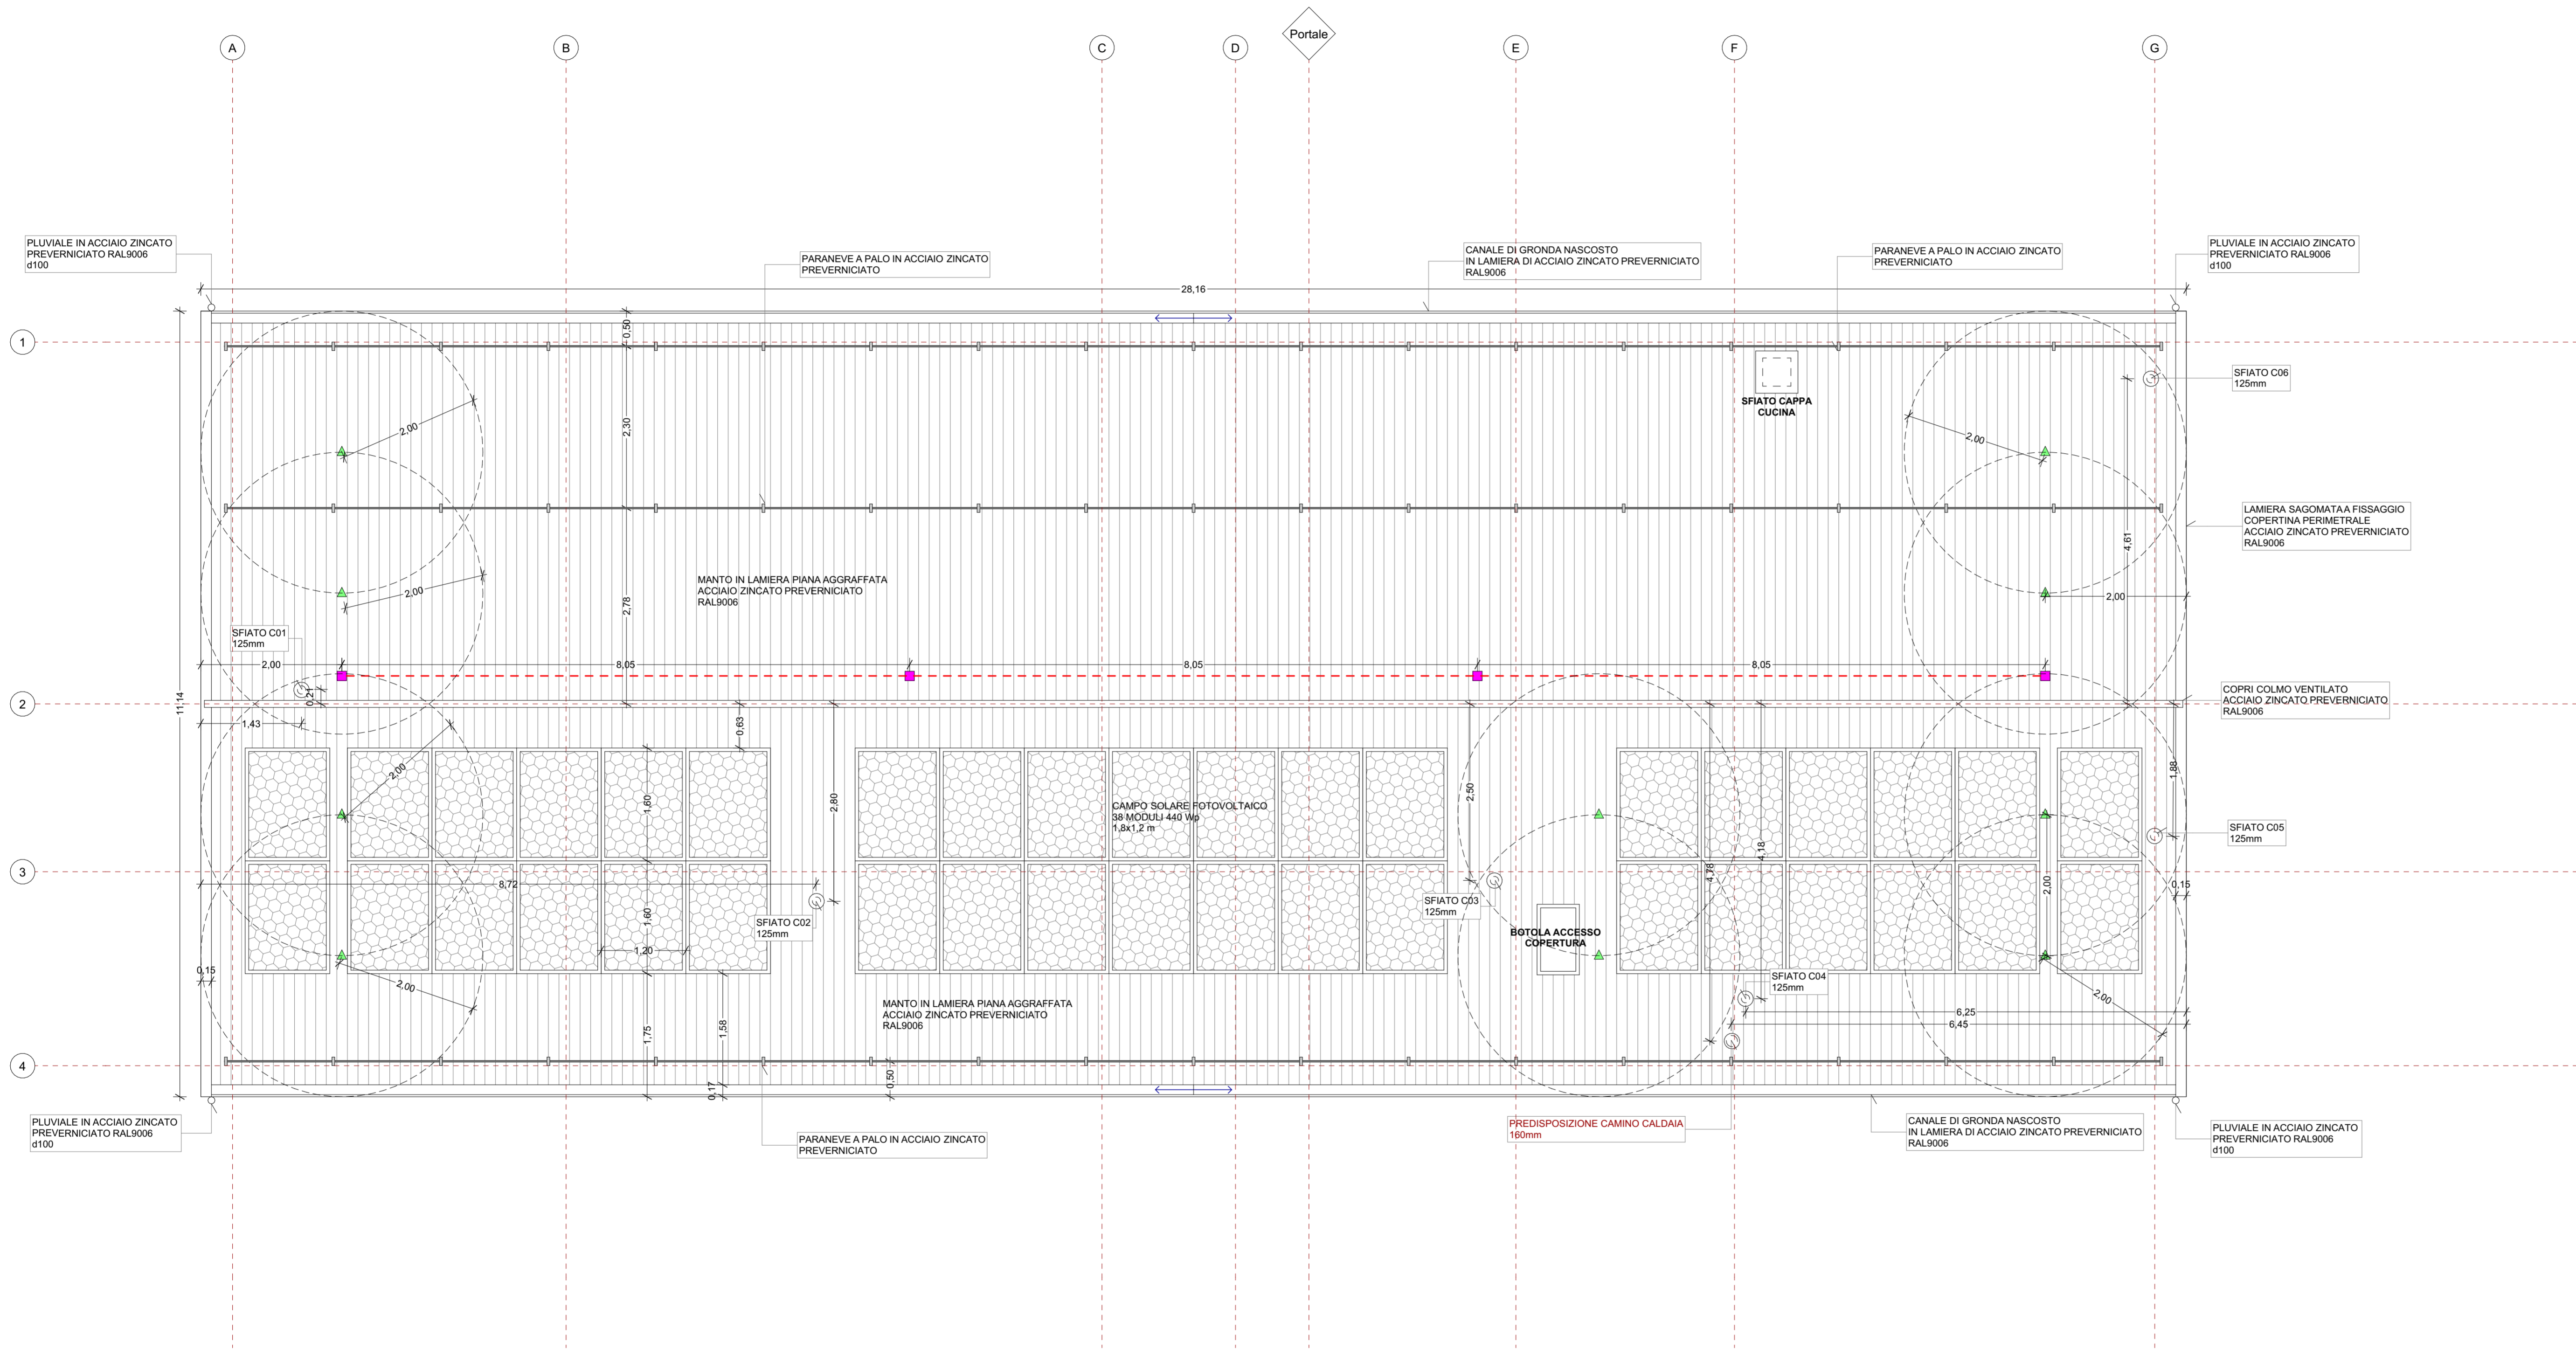 Portale
A
B
C
D
E
F
G
PLUVIALE IN ACCIAIO ZINCATO
PREVERNICIATO RAL9006
d100
PARANEVE A PALO IN ACCIAIO ZINCATO
PREVERNICIATO
CANALE DI GRONDA NASCOSTO
IN LAMIERA DI ACCIAIO ZINCATO PREVERNICIATO
RAL9006
PARANEVE A PALO IN ACCIAIO ZINCATO
PREVERNICIATO
PLUVIALE IN ACCIAIO ZINCATO
PREVERNICIATO RAL9006
d100
28,16
0,50
1
SFIATO C06
125mm
SFIATO CAPPA
CUCINA
2,00
2,30
2,00
LAMIERA SAGOMATA A FISSAGGIO
COPERTINA PERIMETRALE
ACCIAIO ZINCATO PREVERNICIATO
RAL9006
4,61
MANTO IN LAMIERA PIANA AGGRAFFATA
ACCIAIO ZINCATO PREVERNICIATO
RAL9006
2,00
2,78
2,00
SFIATO C01
125mm
2,00
8,05
8,05
8,05
0,21
COPRI COLMO VENTILATO
ACCIAIO ZINCATO PREVERNICIATO
RAL9006
2
11,14
1,43
0,63
2,00
1,60
2,80
2,50
1,88
CAMPO SOLARE FOTOVOLTAICO
38 MODULI 440 Wp
1,8x1,2 m
SFIATO C05
125mm
4,18
4,78
3
8,72
2,00
0,15
SFIATO C03
125mm
SFIATO C02
125mm
1,60
BOTOLA ACCESSO
COPERTURA
1,20
0,15
2,00
SFIATO C04
125mm
2,00
MANTO IN LAMIERA PIANA AGGRAFFATA
ACCIAIO ZINCATO PREVERNICIATO
RAL9006
6,25
6,45
1,75
1,58
4
0,50
0,17
PLUVIALE IN ACCIAIO ZINCATO
PREVERNICIATO RAL9006
d100
PARANEVE A PALO IN ACCIAIO ZINCATO
PREVERNICIATO
PREDISPOSIZIONE CAMINO CALDAIA
160mm
CANALE DI GRONDA NASCOSTO
IN LAMIERA DI ACCIAIO ZINCATO PREVERNICIATO
RAL9006
PLUVIALE IN ACCIAIO ZINCATO
PREVERNICIATO RAL9006
d100